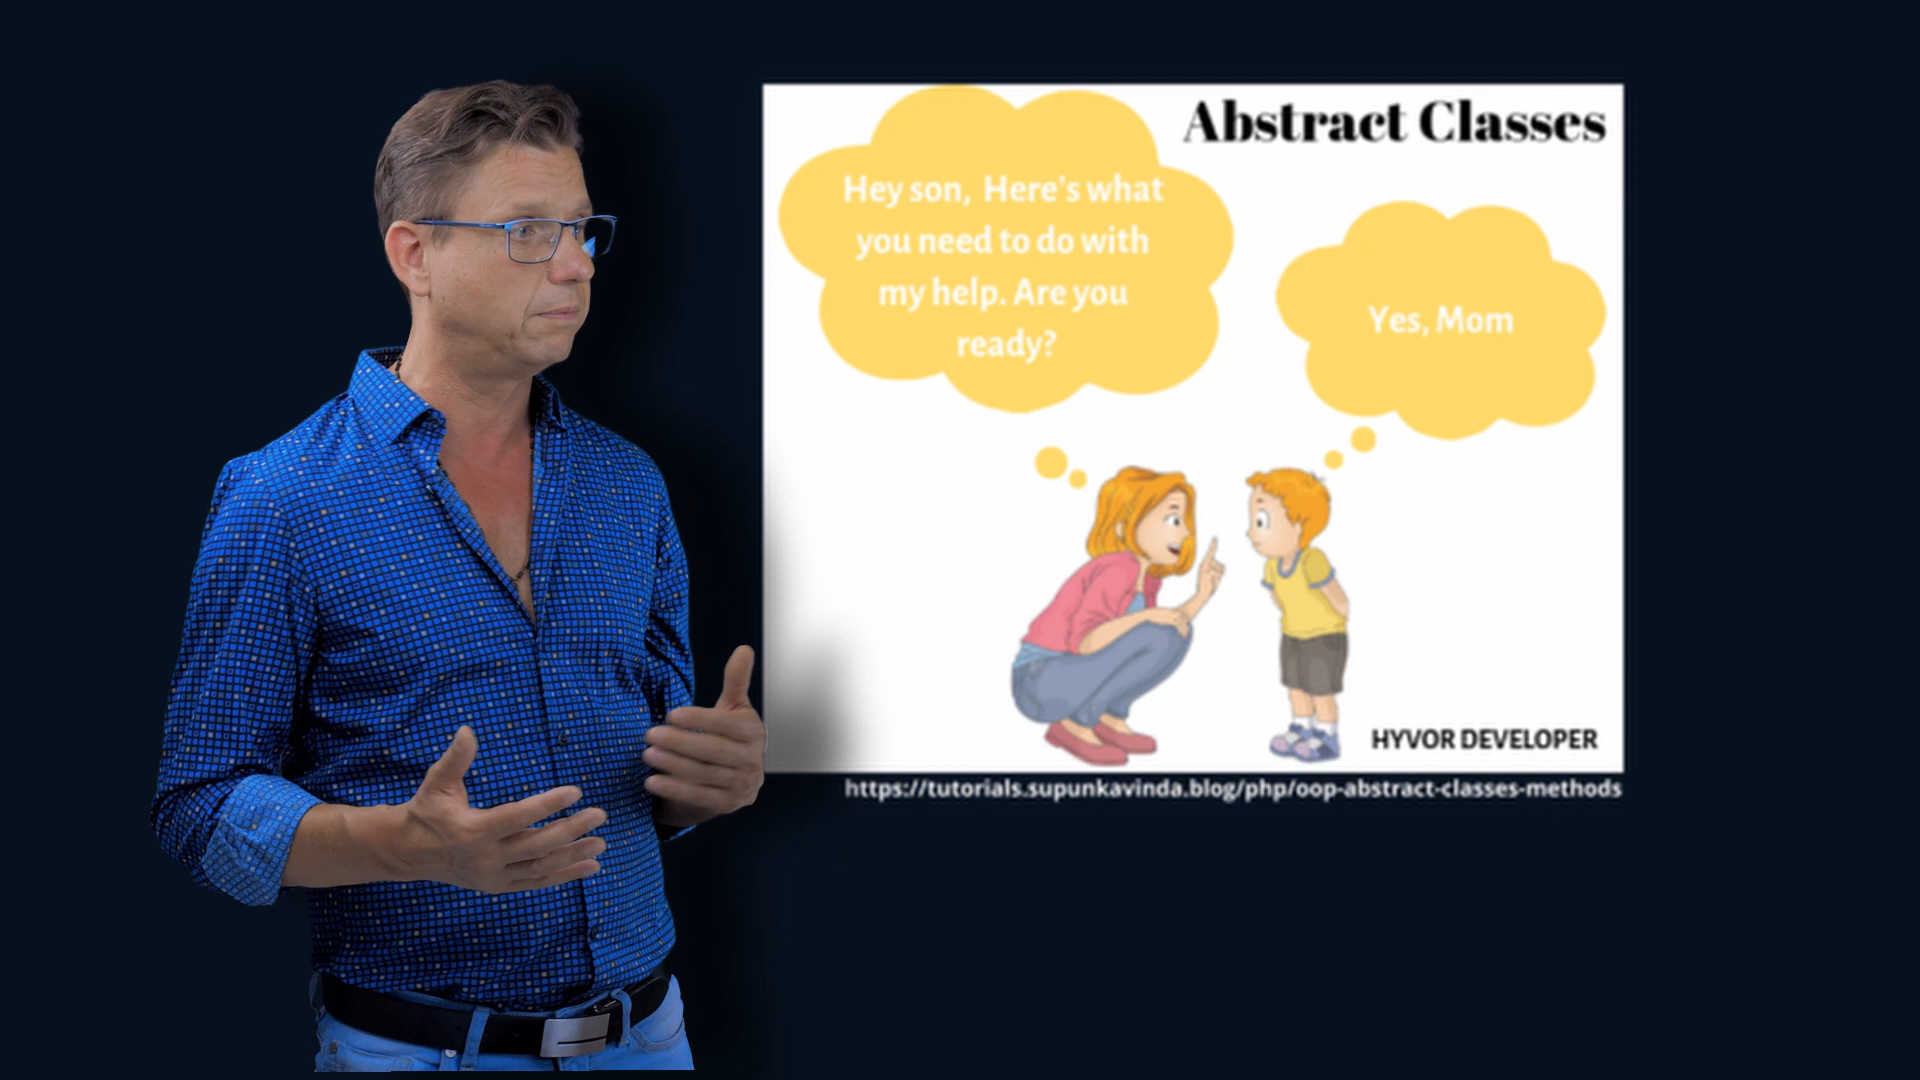 Abstract Classes
Hey son, Here's what
you need to do with
my help. Are you
ready?
Yes, Mom
HYVOR DEVELOPER
https://tutorials.supunkavinda.blog/php/oop-abstract-classes-methods